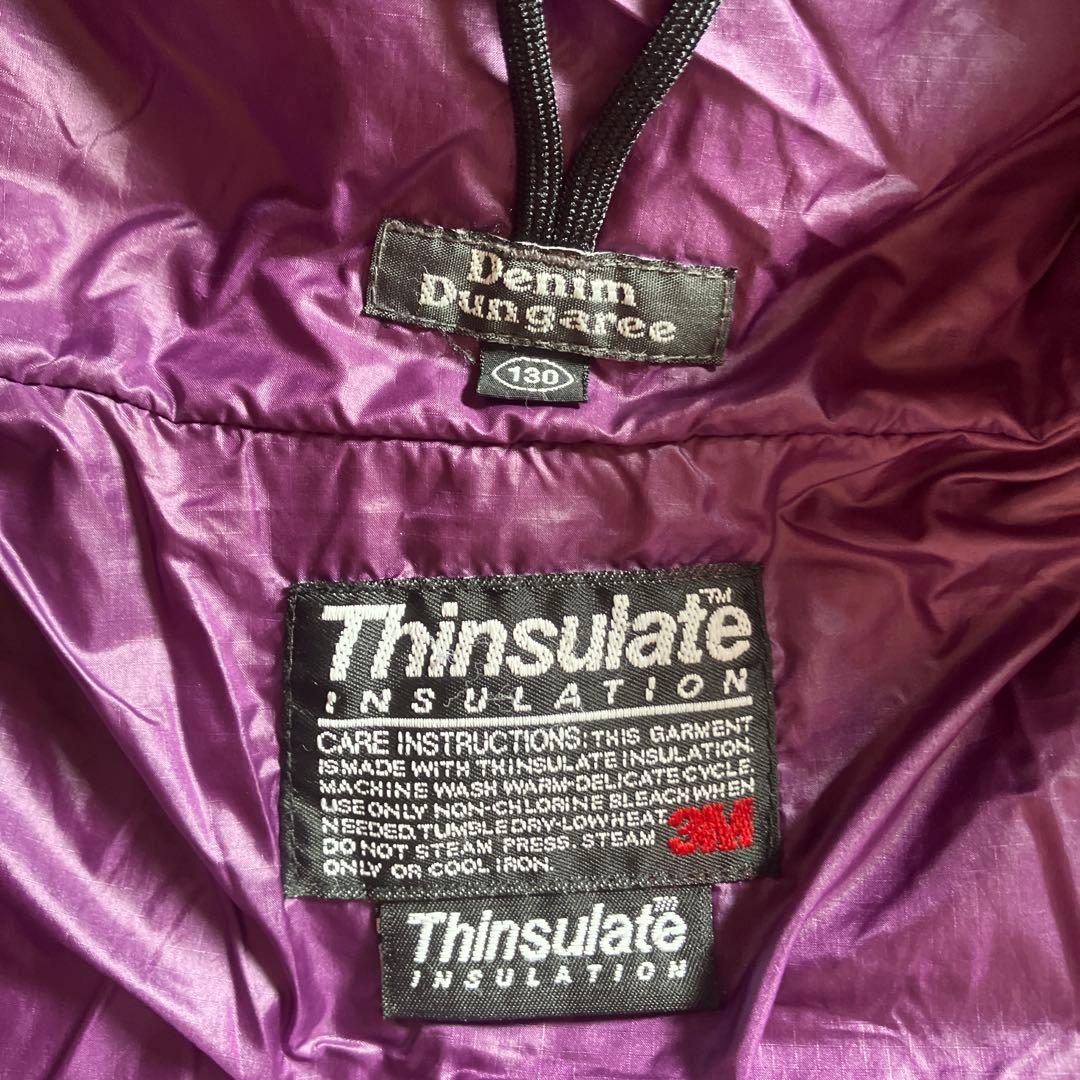 Denim
Dungaree
130
Thinsulate™
INSULATION
CARE INSTRUCTIONS: THIS GARMENT
IS MADE WITH THINSULATE INSULATION.
MACHINE WASH WARM-DELICATE CYCLE.
USE ONLY NON-CHLORINE BLEACH WHEN
NEEDED. TUMBLE DRY-LOW HEAT.
DO NOT STEAM PRESS. STEAM
ONLY OR COOL IRON.
3M
Thinsulate
INSULATION